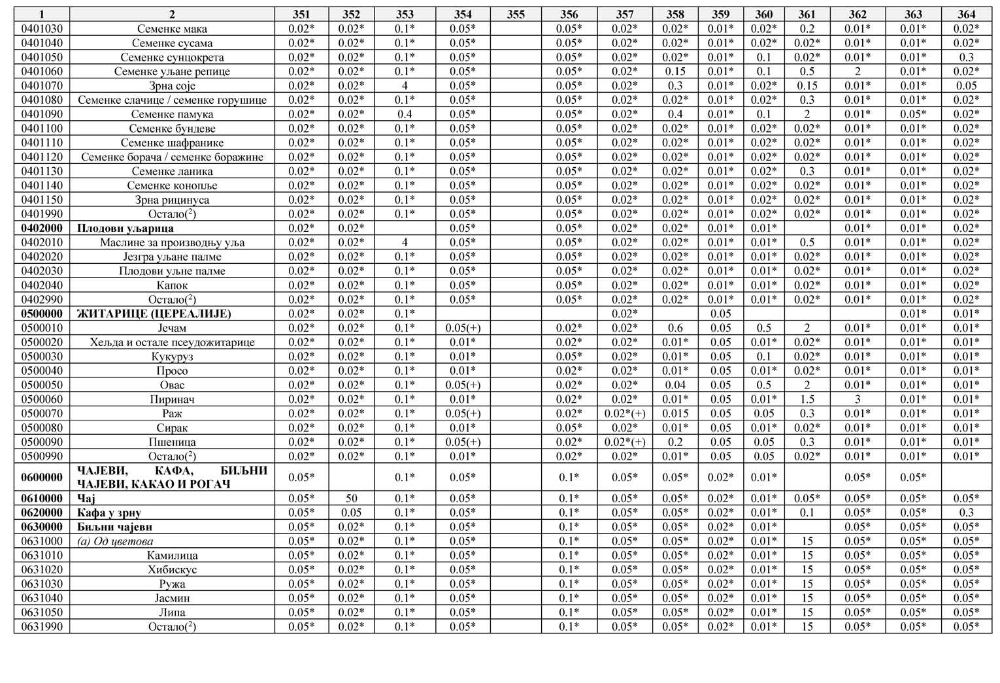 1 2 351 352 353 354 355 356 357 358 359 360 361 362 363 364
0401030 Семенке мака 0.02* 0.02* 0.1* 0.05* 0.05* 0.02* 0.02* 0.01* 0.02* 0.2 0.01* 0.01* 0.02*
0401040 Семенке сусама 0.02* 0.02* 0.1* 0.05* 0.05* 0.02* 0.02* 0.01* 0.02* 0.02* 0.01* 0.01* 0.02*
0401050 Семенке сунцокрета 0.02* 0.02* 0.1* 0.05* 0.05* 0.02* 0.02* 0.01* 0.1 0.02* 0.01* 0.01* 0.3
0401060 Семенке уљане репице 0.02* 0.02* 0.1* 0.05* 0.05* 0.02* 0.15 0.01* 0.1 0.5 2 0.01* 0.02*
0401070 Зрна соје 0.02* 0.02* 4 0.05* 0.05* 0.02* 0.3 0.01* 0.02* 0.15 0.01* 0.01* 0.05
0401080 Семенке слачице / семенке горушице 0.02* 0.02* 0.1* 0.05* 0.05* 0.02* 0.02* 0.01* 0.02* 0.3 0.01* 0.01* 0.02*
0401090 Семенке памука 0.02* 0.02* 0.4 0.05* 0.05* 0.02* 0.4 0.01* 0.1 2 0.01* 0.05* 0.02*
0401100 Семенке бундеве 0.02* 0.02* 0.1* 0.05* 0.05* 0.02* 0.02* 0.01* 0.02* 0.02* 0.01* 0.01* 0.02*
0401110 Семенке шафранике 0.02* 0.02* 0.1* 0.05* 0.05* 0.02* 0.02* 0.01* 0.02* 0.02* 0.01* 0.01* 0.02*
0401120 Семенке борача / семенке боражине 0.02* 0.02* 0.1* 0.05* 0.05* 0.02* 0.02* 0.01* 0.02* 0.02* 0.01* 0.01* 0.02*
0401130 Семенке ланика 0.02* 0.02* 0.1* 0.05* 0.05* 0.02* 0.02* 0.01* 0.02* 0.3 0.01* 0.01* 0.02*
0401140 Семенке конопље 0.02* 0.02* 0.1* 0.05* 0.05* 0.02* 0.02* 0.01* 0.02* 0.02* 0.01* 0.01* 0.02*
0401150 Зрна рицинуса 0.02* 0.02* 0.1* 0.05* 0.05* 0.02* 0.02* 0.01* 0.02* 0.02* 0.01* 0.01* 0.02*
0401990 Остало(2) 0.02* 0.02* 0.1* 0.05* 0.05* 0.02* 0.02* 0.01* 0.02* 0.02* 0.01* 0.01* 0.02*
0402000 Плодови уљарица 0.02* 0.02* 0.05* 0.05* 0.02* 0.02* 0.01* 0.01* 0.01* 0.01* 0.02*
0402010 Маслине за производњу уља 0.02* 0.02* 4 0.05* 0.05* 0.02* 0.02* 0.01* 0.01* 0.5 0.01* 0.01* 0.02*
0402020 Језгра уљане палме 0.02* 0.02* 0.1* 0.05* 0.05* 0.02* 0.02* 0.01* 0.01* 0.02* 0.01* 0.01* 0.02*
0402030 Плодови уљне палме 0.02* 0.02* 0.1* 0.05* 0.05* 0.02* 0.02* 0.01* 0.01* 0.02* 0.01* 0.01* 0.02*
0402040 Капок 0.02* 0.02* 0.1* 0.05* 0.05* 0.02* 0.02* 0.01* 0.01* 0.02* 0.01* 0.01* 0.02*
0402990 Остало(2) 0.02* 0.02* 0.1* 0.05* 0.05* 0.02* 0.02* 0.01* 0.01* 0.02* 0.01* 0.01* 0.02*
0500000 ЖИТАРИЦЕ (ЦЕРЕАЛИЈЕ) 0.02* 0.02* 0.1* 0.02* 0.05 0.01* 0.01*
0500010 Јечам 0.02* 0.02* 0.1* 0.05(+) 0.02* 0.02* 0.6 0.05 0.5 2 0.01* 0.01* 0.01*
0500020 Хељда и остале псеудожитарице 0.02* 0.02* 0.1* 0.01* 0.02* 0.02* 0.01* 0.05 0.01* 0.02* 0.01* 0.01* 0.01*
0500030 Кукуруз 0.02* 0.02* 0.1* 0.01* 0.05* 0.02* 0.01* 0.05 0.1 0.02* 0.01* 0.01* 0.01*
0500040 Просо 0.02* 0.02* 0.1* 0.01* 0.02* 0.02* 0.01* 0.05 0.01* 0.02* 0.01* 0.01* 0.01*
0500050 Овас 0.02* 0.02* 0.1* 0.05(+) 0.02* 0.02* 0.04 0.05 0.5 2 0.01* 0.01* 0.01*
0500060 Пиринач 0.02* 0.02* 0.1* 0.01* 0.02* 0.02* 0.01* 0.05 0.01* 1.5 3 0.01* 0.01*
0500070 Раж 0.02* 0.02* 0.1* 0.05(+) 0.02* 0.02*(+) 0.015 0.05 0.05 0.3 0.01* 0.01* 0.01*
0500080 Сирак 0.02* 0.02* 0.1* 0.01* 0.05* 0.02* 0.01* 0.05 0.01* 0.02* 0.01* 0.01* 0.01*
0500090 Пшеница 0.02* 0.02* 0.1* 0.05(+) 0.02* 0.02*(+) 0.2 0.05 0.05 0.3 0.01* 0.01* 0.01*
0500990 Остало(2) 0.02* 0.02* 0.1* 0.01* 0.02* 0.02* 0.01* 0.05 0.05 0.02* 0.01* 0.01* 0.01*
0600000 ЧАЈЕВИ, КАФА, БИЉНИ
ЧАЈЕВИ, КАКАО И РОГАЧ 0.05* 0.1* 0.05* 0.1* 0.05* 0.05* 0.02* 0.01* 0.05* 0.05*
0610000 Чај 0.05* 50 0.1* 0.05* 0.1* 0.05* 0.05* 0.02* 0.01* 0.05* 0.05* 0.05* 0.05*
0620000 Кафа у зрну 0.05* 0.05 0.1* 0.05* 0.1* 0.05* 0.05* 0.02* 0.01* 0.1 0.05* 0.05* 0.3
0630000 Биљни чајеви 0.05* 0.02* 0.1* 0.05* 0.1* 0.05* 0.05* 0.02* 0.01* 0.05* 0.05* 0.05*
0631000 (а) Од цветова 0.05* 0.02* 0.1* 0.05* 0.1* 0.05* 0.05* 0.02* 0.01* 15 0.05* 0.05* 0.05*
0631010 Камилица 0.05* 0.02* 0.1* 0.05* 0.1* 0.05* 0.05* 0.02* 0.01* 15 0.05* 0.05* 0.05*
0631020 Хибискус 0.05* 0.02* 0.1* 0.05* 0.1* 0.05* 0.05* 0.02* 0.01* 15 0.05* 0.05* 0.05*
0631030 Ружа 0.05* 0.02* 0.1* 0.05* 0.1* 0.05* 0.05* 0.02* 0.01* 15 0.05* 0.05* 0.05*
0631040 Јасмин 0.05* 0.02* 0.1* 0.05* 0.1* 0.05* 0.05* 0.02* 0.01* 15 0.05* 0.05* 0.05*
0631050 Липа 0.05* 0.02* 0.1* 0.05* 0.1* 0.05* 0.05* 0.02* 0.01* 15 0.05* 0.05* 0.05*
0631990 Остало(2) 0.05* 0.02* 0.1* 0.05* 0.1* 0.05* 0.05* 0.02* 0.01* 15 0.05* 0.05* 0.05*